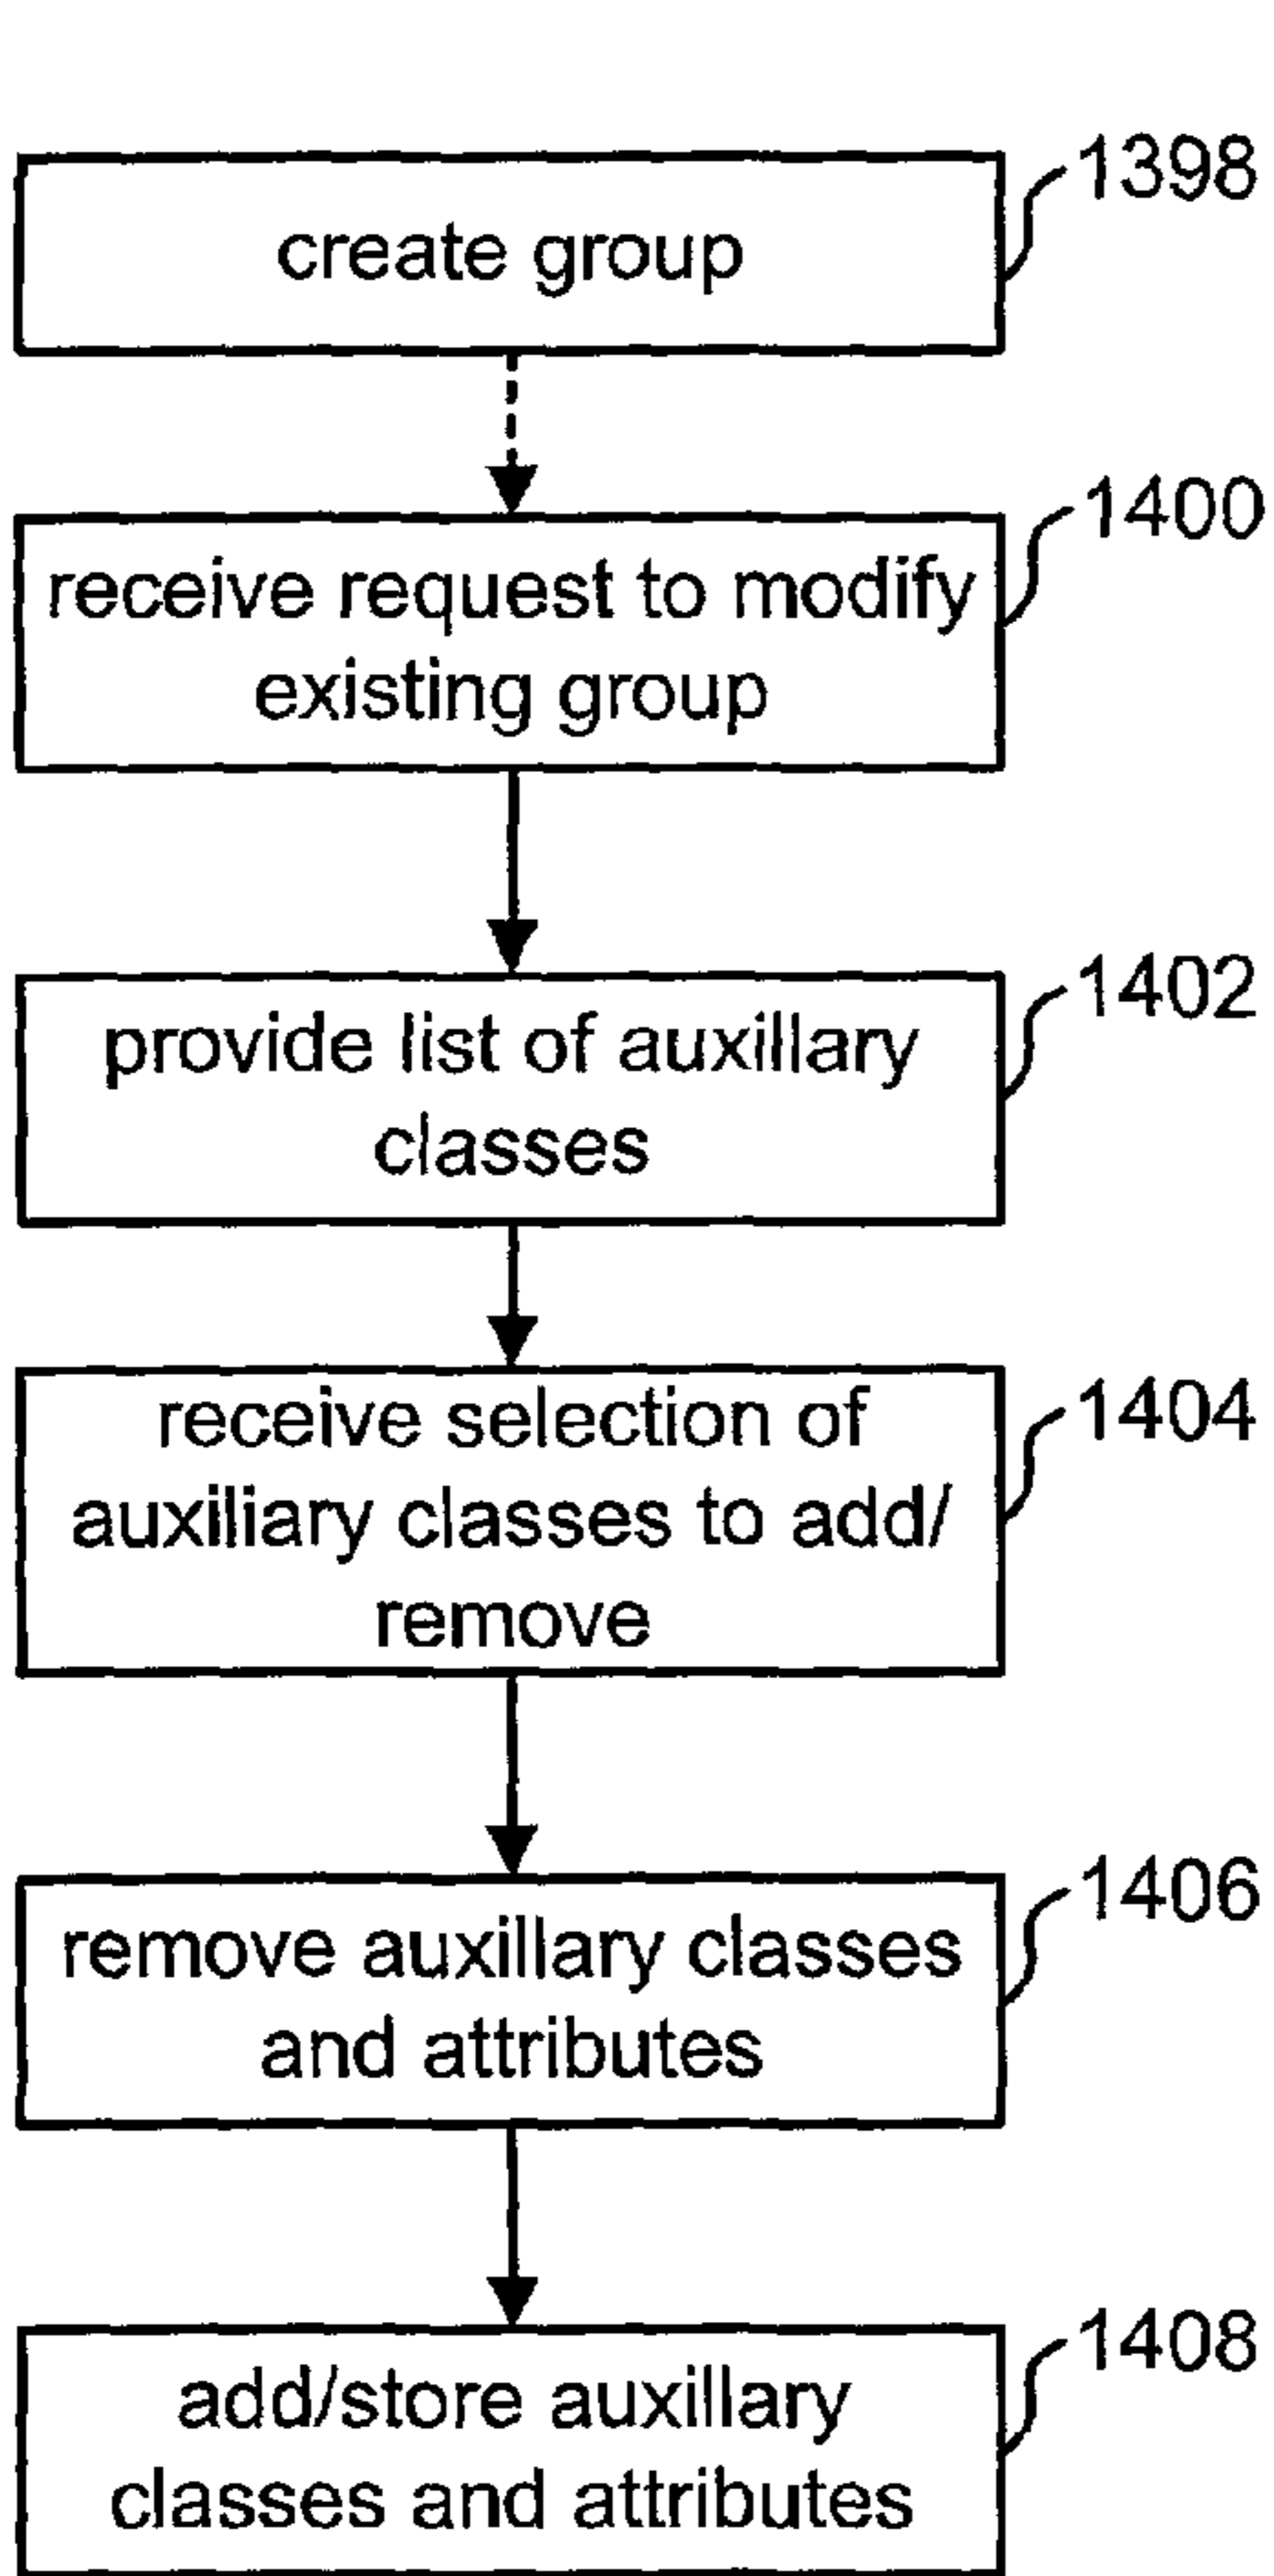 1398
create group
1400
receive request to modify
existing group
1402
provide list of auxillary
classes
1404
receive selection of
auxiliary classes to add/
remove
1406
remove auxillary classes
and attributes
1408
add/store auxillary
classes and attributes